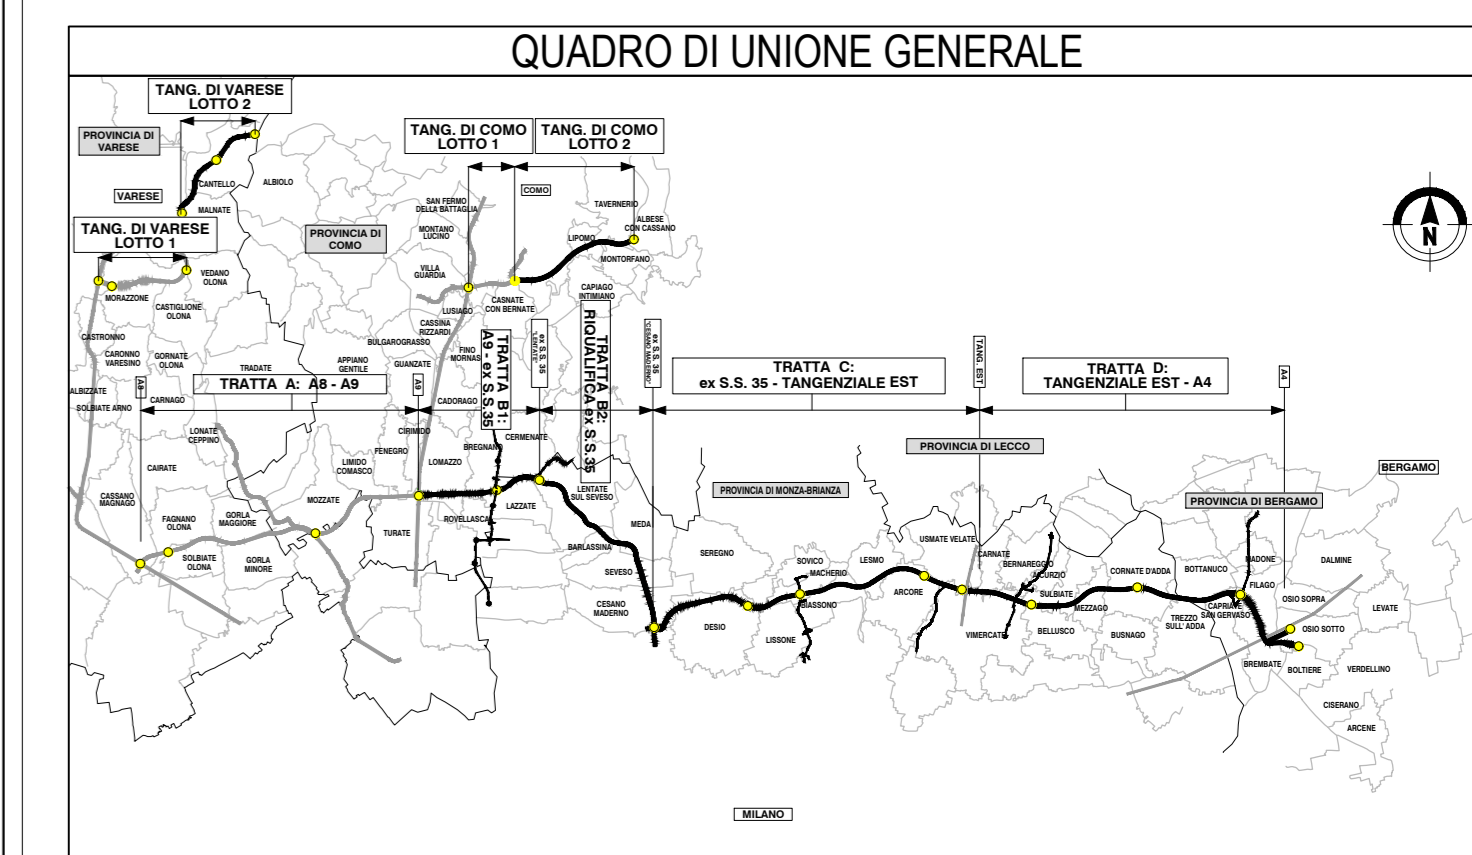 QUADRO DI UNIONE GENERALE
TANG. DI VARESE
LOTTO 2
PROVINCIA DI
VARESE
TANG. DI COMO
LOTTO 1
TANG. DI COMO
LOTTO 2
CANTELLO
ALBIOLO
VARESE
MALNATE
COMO
SAN FERMO
DELLA BATTAGLIA
TAVERNERIO
ALBESE
CON CASSANO
TANG. DI VARESE
LOTTO 1
PROVINCIA DI
COMO
MONTANO
LUCINO
LIPOMO
MONTORFANO
N
VEDANO
OLONA
VILLA
GUARDIA
MORAZZONE
CASTIGLIONE
OLONA
CASNATE
CON BERNATE
CAPIAGO
INTIMIANO
LUSIAGO
CASSINA
RIZZARDI
CASTRONNO
BULGAROGRASSO
CARONNO
VARESINO
GORNATE
OLONA
TRADATE
APPIANO
GENTILE
GUANZATE
FINO
MORNAS
TRATTA B1:
A9 - ex S.S.35
ex S.S. 35
"LENTATE"
TRATTA B2:
RIQUALIFICA ex S.S.35
ex S.S. 35
"CESANO MADERNO"
TRATTA C:
ex S.S. 35 - TANGENZIALE EST
TANG. EST
TRATTA D:
TANGENZIALE EST - A4
A4
ALBIZZATE
A8
TRATTA A: A8 - A9
A9
SOLBIATE ARNO
CARNAGO
CADORAGO
LONATE
CEPPINO
CIRIMIDO
CERMENATE
FENEGRO
BREGNANO
PROVINCIA DI LECCO
CAIRATE
LIMIDO
COMASCO
LOMAZZO
BERGAMO
CASSANO
MAGNAGO
MOZZATE
LENTATE
SUL SEVESO
PROVINCIA DI MONZA-BRIANZA
PROVINCIA DI BERGAMO
FAGNANO
OLONA
GORLA
MAGGIORE
ROVELLASCA
LAZZATE
MEDA
TURATE
USMATE VELATE
BARLASSINA
SEREGNO
CARNATE
SOLBIATE
OLONA
GORLA
MINORE
SOVICO
LESMO
BERNAREGGIO
MADONE
DALMINE
SEVESO
MACHERIO
AICURZIO
CORNATE D'ADDA
BOTTANUCO
FILAGO
ARCORE
SULBIATE
OSIO SOPRA
CESANO
MADERNO
BIASSONO
MEZZAGO
CAPRIATE
SAN GERVASO
LEVATE
DESIO
TREZZO
SULL' ADDA
OSIO SOTTO
LISSONE
VIMERCATE
BELLUSCO
BUSNAGO
BREMBATE
BOLTIERE
VERDELLINO
CISERANO
ARCENE
MILANO